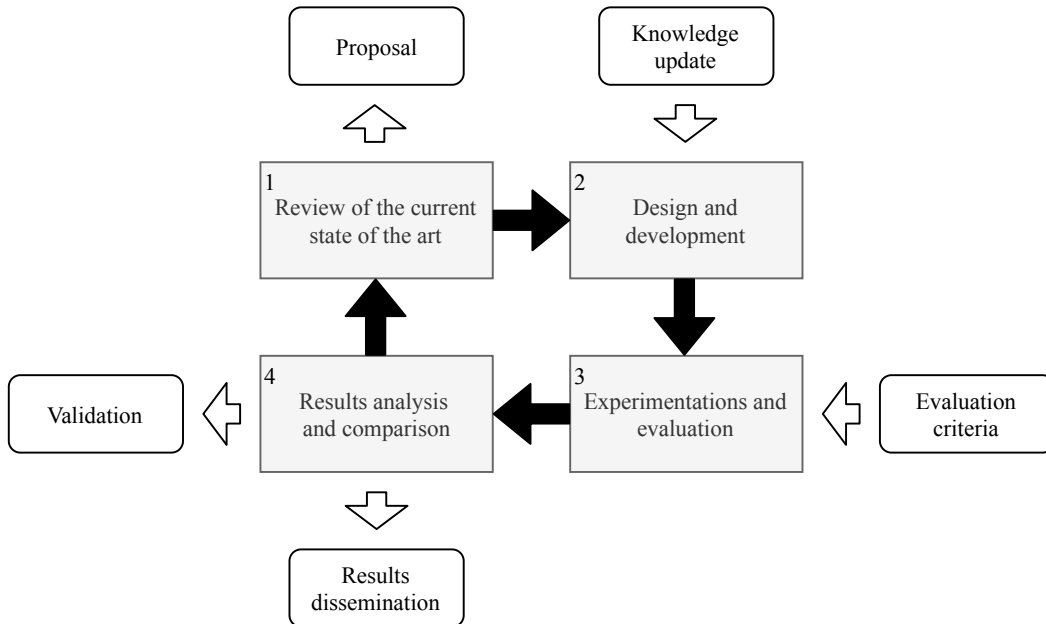 Proposal
Knowledge
update
1
Review of the current
state of the art
2
Design and
development
Validation
4
Results analysis
and comparison
3
Experimentations and
evaluation
Evaluation
criteria
Results
dissemination